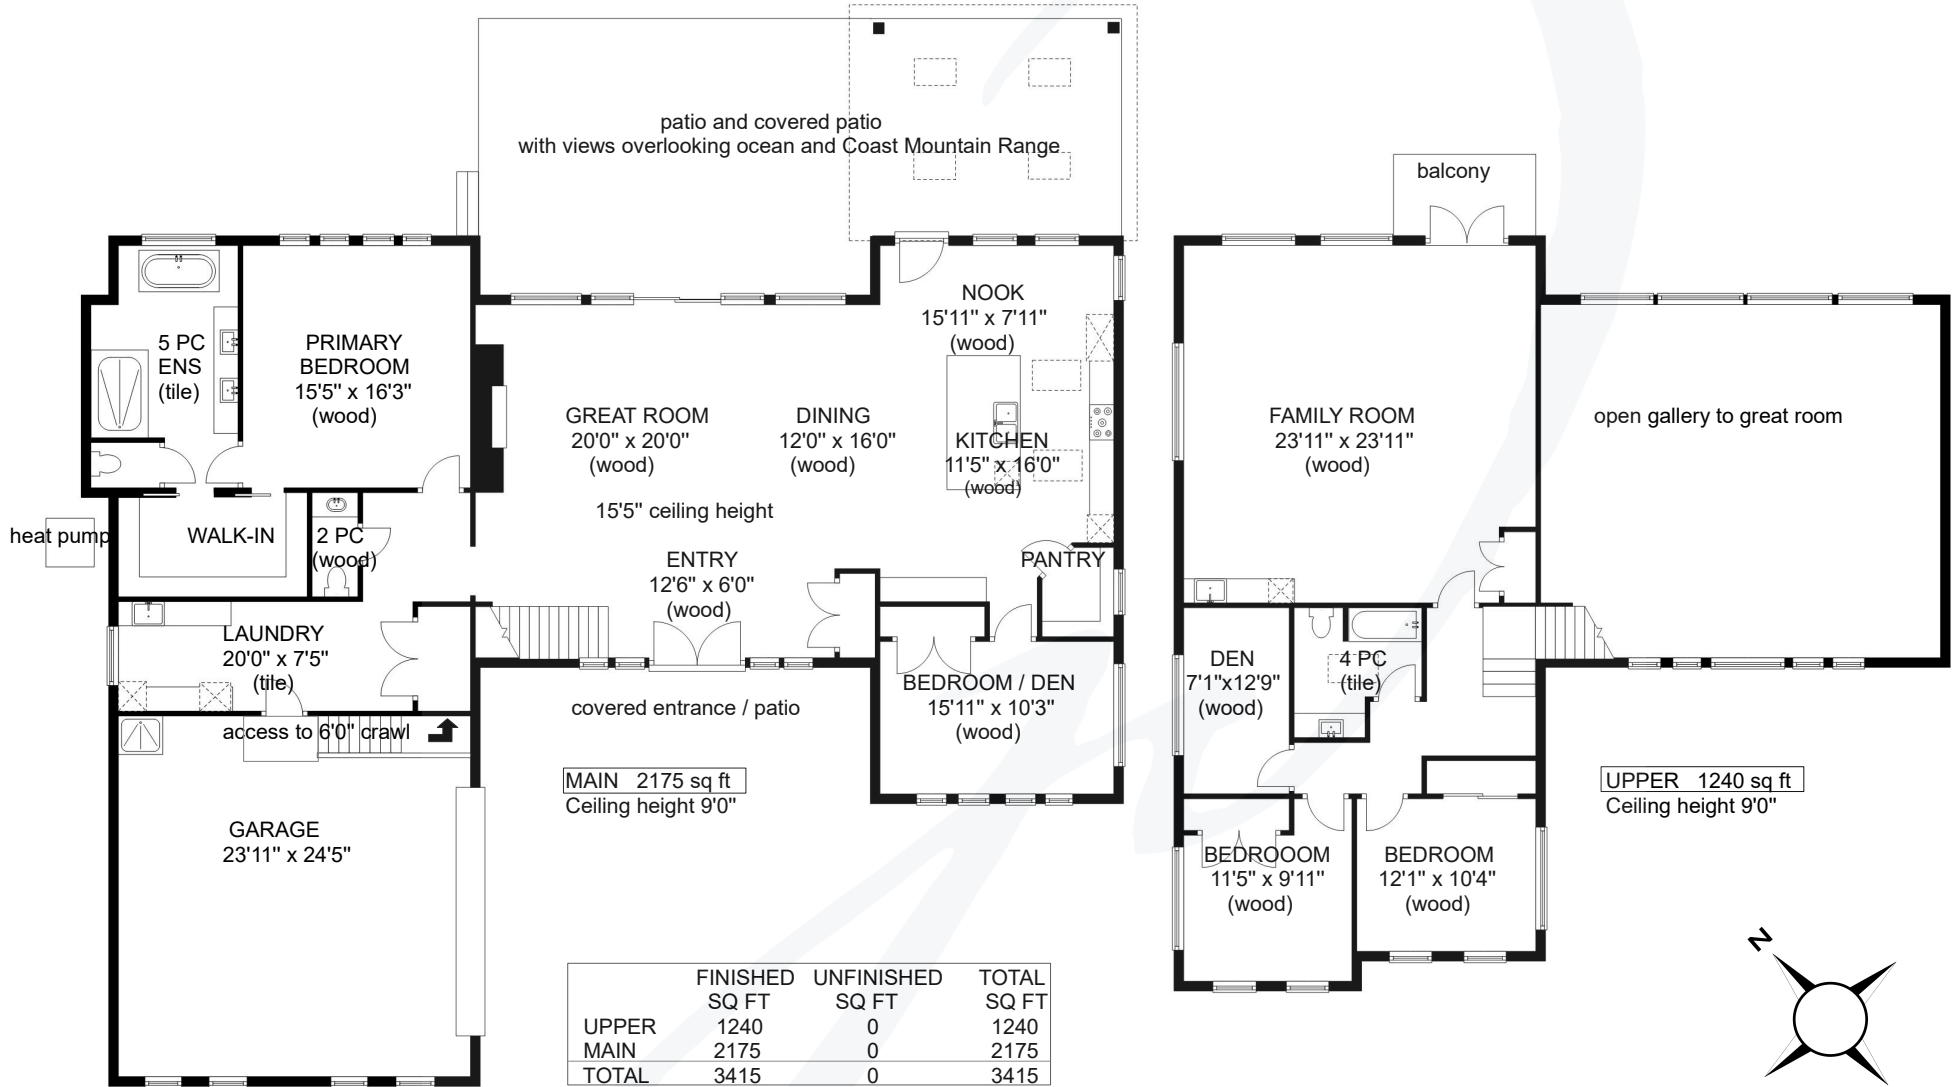 patio and covered patio
with views overlooking ocean and Coast Mountain Range
5 PC
ENS
(tile)
PRIMARY
BEDROOM
15'5" x 16'3"
(wood)
GREAT ROOM
20'0" x 20'0"
(wood)
15'5" ceiling height
DINING
12'0" x 16'0"
(wood)
NOOK
15'11" x 7'11"
(wood)
KITCHEN
11'5" x 16'0"
(wood)
heat pump
WALK-IN
2 PC
(wood)
ENTRY
12'6" x 6'0"
(wood)
PANTRY
LAUNDRY
20'0" x 7'5"
(tile)
access to 6'0" crawl
covered entrance / patio
BEDROOM / DEN
15'11" x 10'3"
(wood)
MAIN 2175 sq ft
Ceiling height 9'0"
GARAGE
23'11" x 24'5"
balcony
FAMILY ROOM
23'11" x 23'11"
(wood)
open gallery to great room
DEN
7'1"x12'9"
(wood)
4 PC
(tile)
UPPER 1240 sq ft
Ceiling height 9'0"
BEDROOOM
11'5" x 9'11"
(wood)
BEDROOM
12'1" x 10'4"
(wood)
FINISHED UNFINISHED TOTAL
SQ FT SQ FT SQ FT
UPPER 1240 0 1240
MAIN 2175 0 2175
TOTAL 3415 0 3415
N